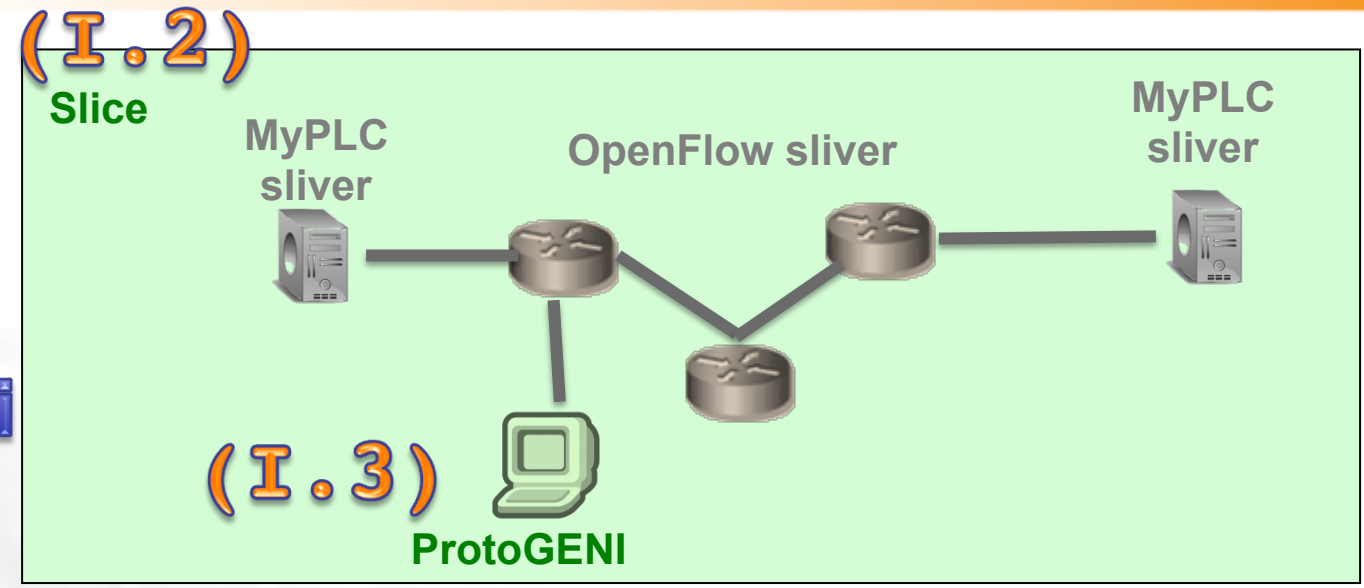 (I.2)
Slice
MyPLC
sliver
OpenFlow sliver
MyPLC
sliver
(I.3)
ProtoGENI